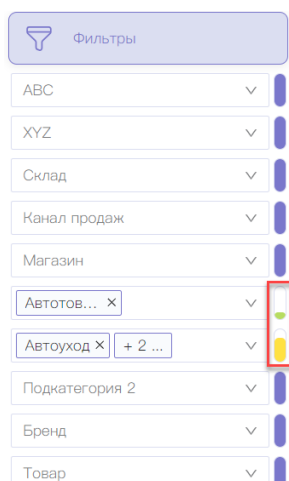 Фильтры
ABC
XYZ
Склад
Канал продаж
Магазин
Автотов... ×
Автоуход × + 2 ...
Подкатегория 2
Бренд
Товар